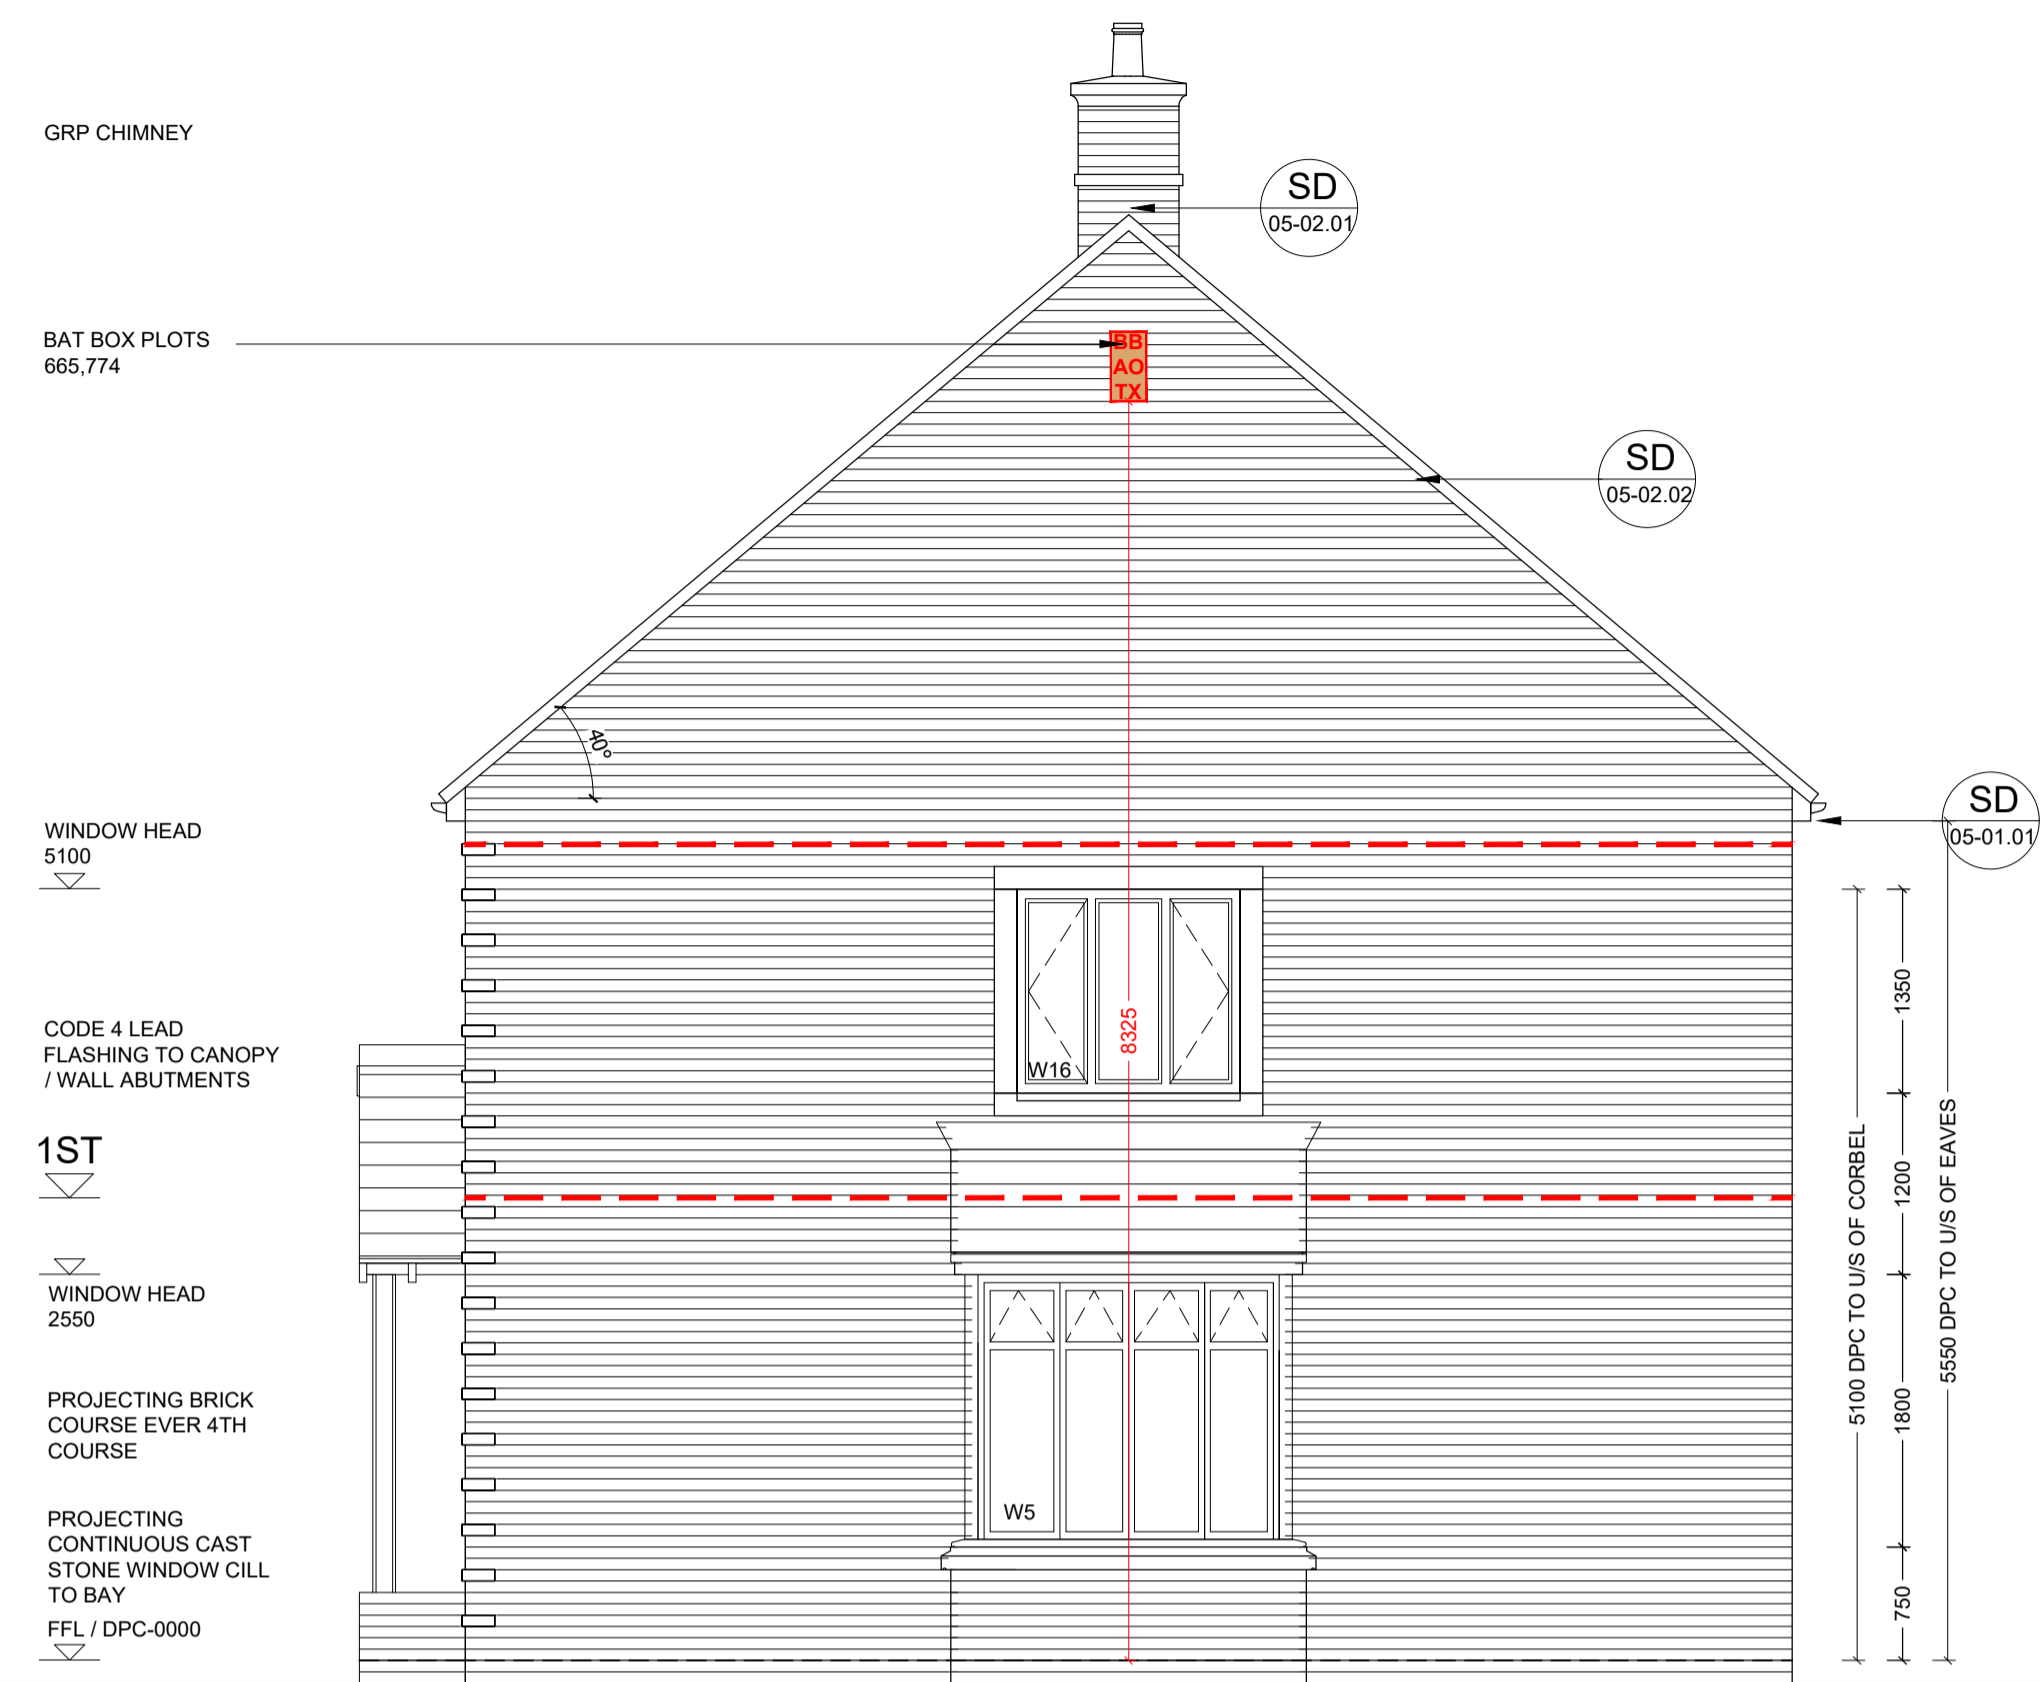 GRP CHIMNEY
SD
05-02.01
BAT BOX PLOTS
665,774
BB
AO
TX
SD
05-02.02
40°
SD
05-01.01
WINDOW HEAD
5100
CODE 4 LEAD
FLASHING TO CANOPY
/ WALL ABUTMENTS
1ST
WINDOW HEAD
2550
PROJECTING BRICK
COURSE EVER 4TH
COURSE
PROJECTING
CONTINUOUS CAST
STONE WINDOW CILL
TO BAY
FFL / DPC-0000
W16
8325
W5
5100 DPC TO U/S OF CORBEL
1350
1200
1800
750
5550 DPC TO U/S OF EAVES